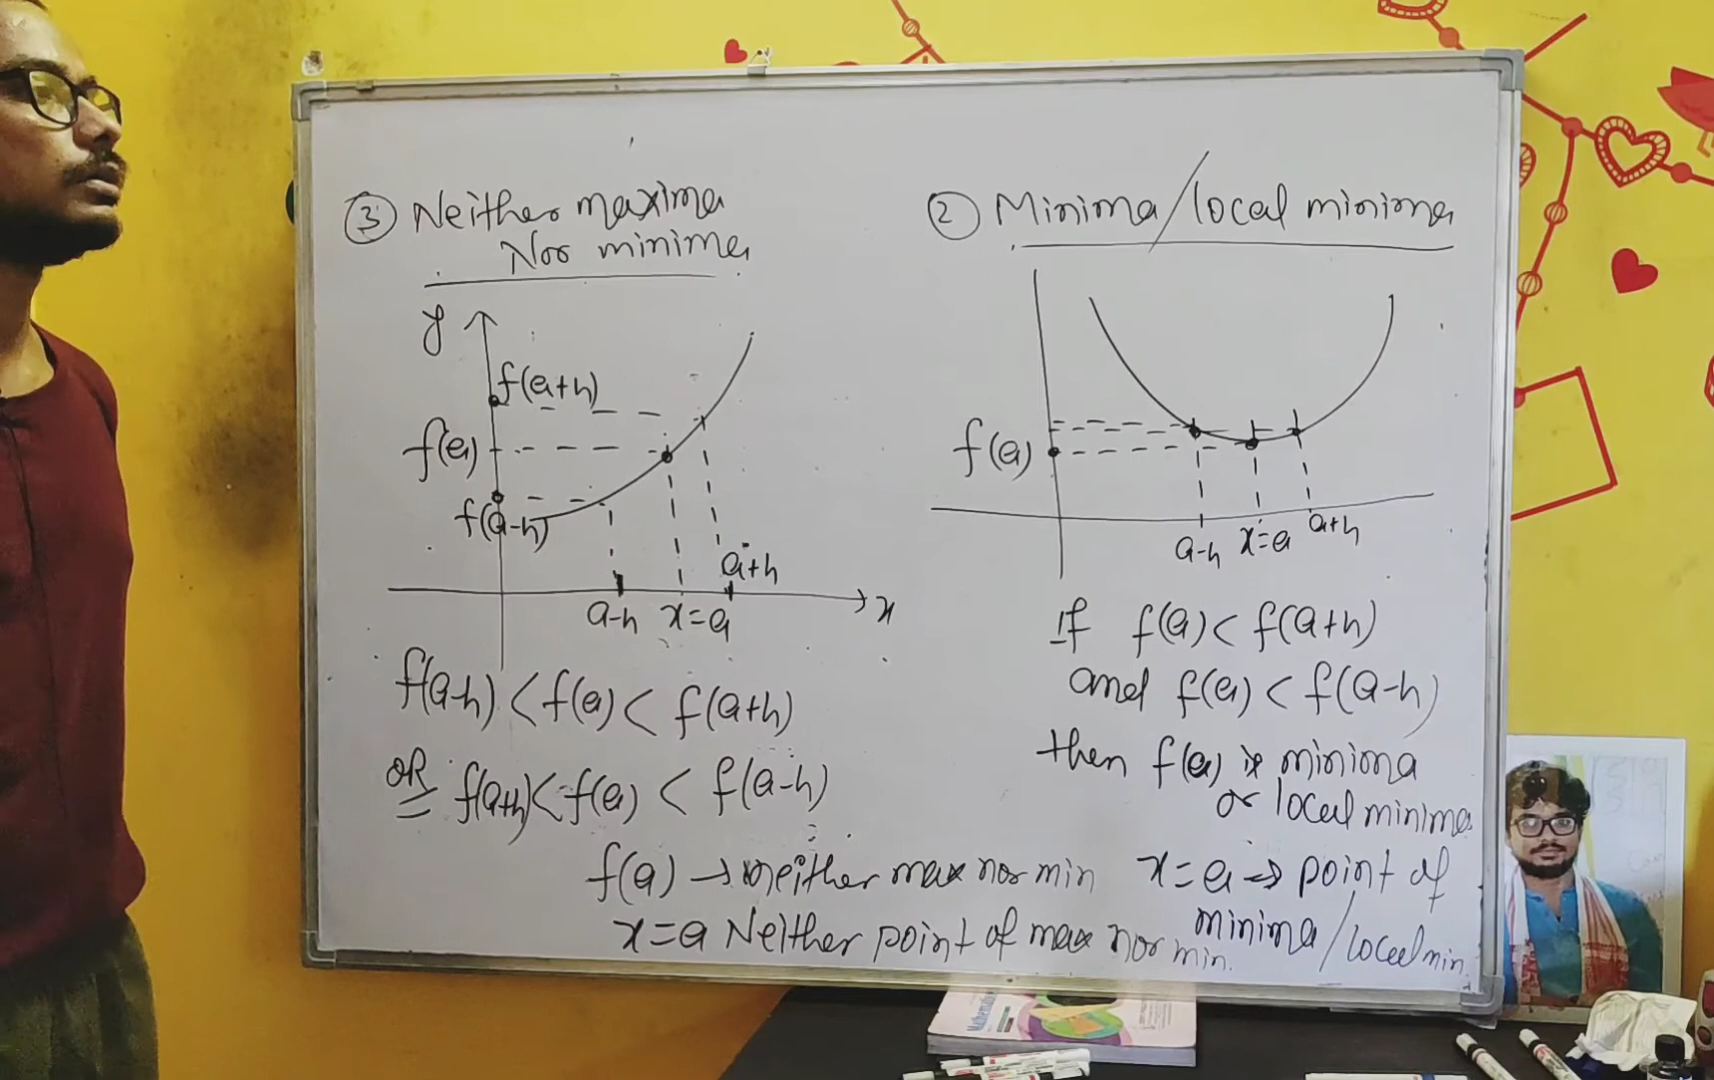 ③ Neither maxima
Nor minima
y
f(a+h)
f(a)
f(a-h)
a+h
a-h x=a
x
f(a-h) < f(a) < f(a+h)
OR f(a+h) < f(a) < f(a-h)
f(a) → neither max nor min
x=a Neither point of max nor min.
② Minima/local minima
f(a)
a-h x=a a+h
If f(a) < f(a+h)
and f(a) < f(a-h)
then f(a) is minima
or local minima
x=a → point of
minima/local min.
Mathematics